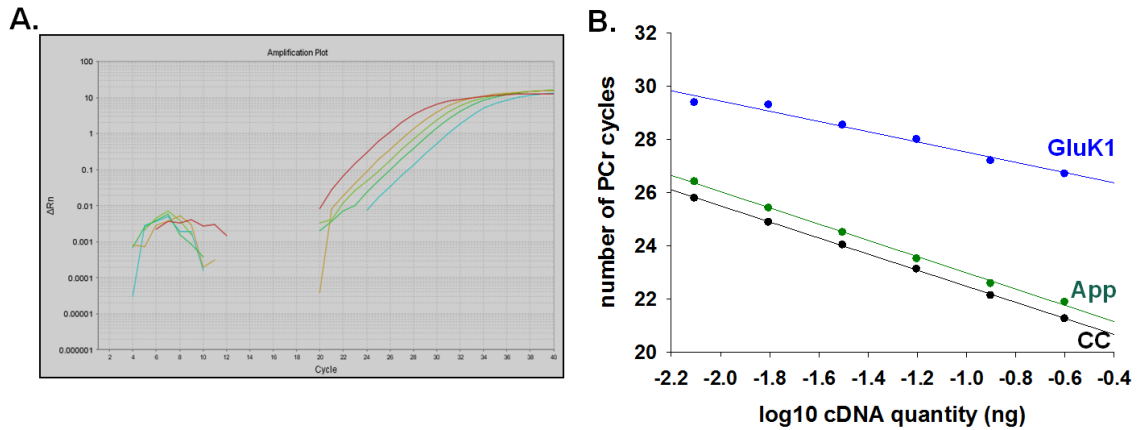 A.
Amplification Plot
100
10
1
0.1
0.01
0.001
0.0001
0.00001
0.000001
ΔRn
2 4 6 8 10 12 14 16 18 20 22 24 26 28 30 32 34 36 38 40
Cycle
B.
number of PCr cycles
32
30
28
26
24
22
20
GluK1
App
CC
-2.2 -2.0 -1.8 -1.6 -1.4 -1.2 -1.0 -0.8 -0.6 -0.4
log10 cDNA quantity (ng)